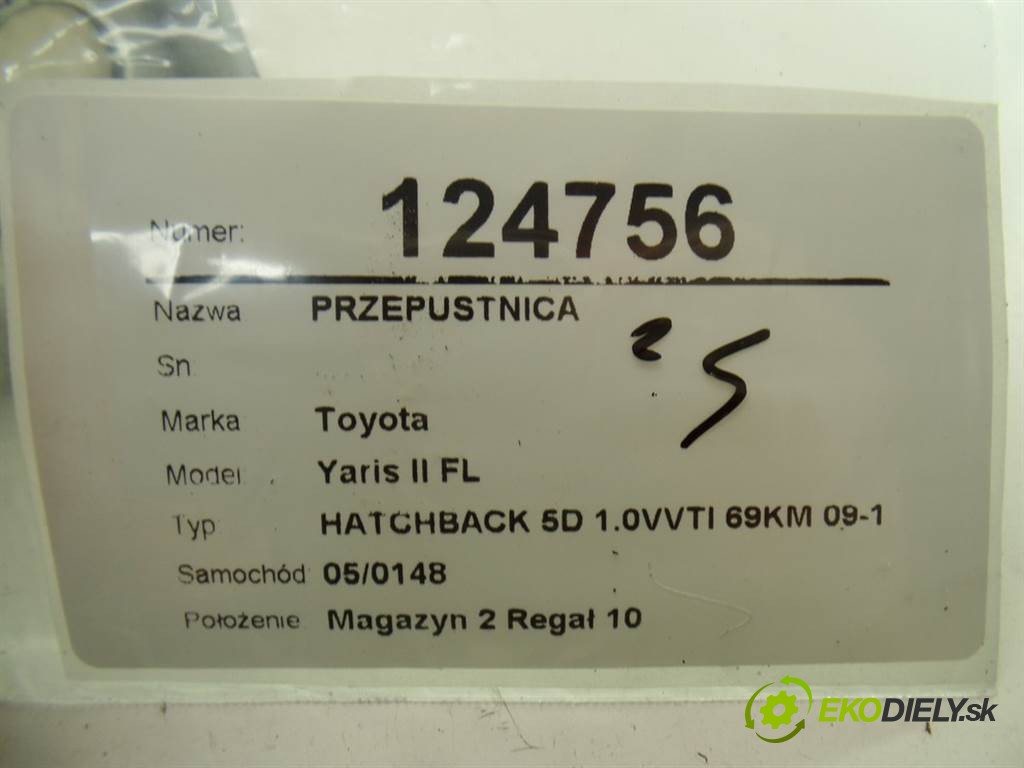 Numer: 124756
Nazwa PRZEPUSTNICA
Sn
Marka Toyota
Model Yaris II FL
Typ HATCHBACK 5D 1.0VVTI 69KM 09-1
Samochód 05/0148
Położenie Magazyn 2 Regał 10
EKODIELY.sk